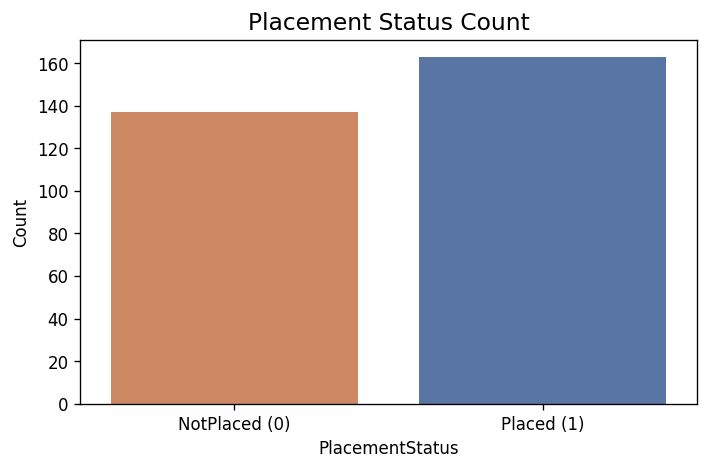 Placement Status Count
160
140
120
100
80
60
40
20
0
Count
NotPlaced (0)
Placed (1)
PlacementStatus